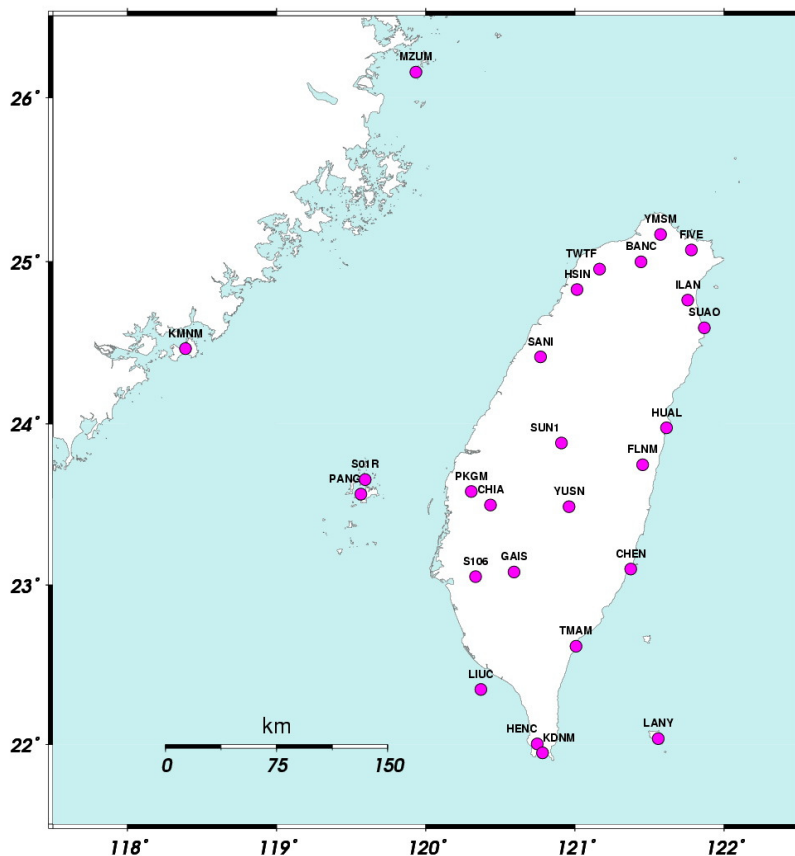 MZUM
26°
YMSM
FIVE
BANC
TWTF
25°
HSIN
ILAN
SUAO
KMNM
SANI
HUAL
24°
SUN1
FLNM
S01R
PANG
PKGM
CHIA
YUSN
CHEN
GAIS
S106
23°
TMAM
LIUC
LANY
HENC
KDNM
km
22°
0 75 150
118° 119° 120° 121° 122°